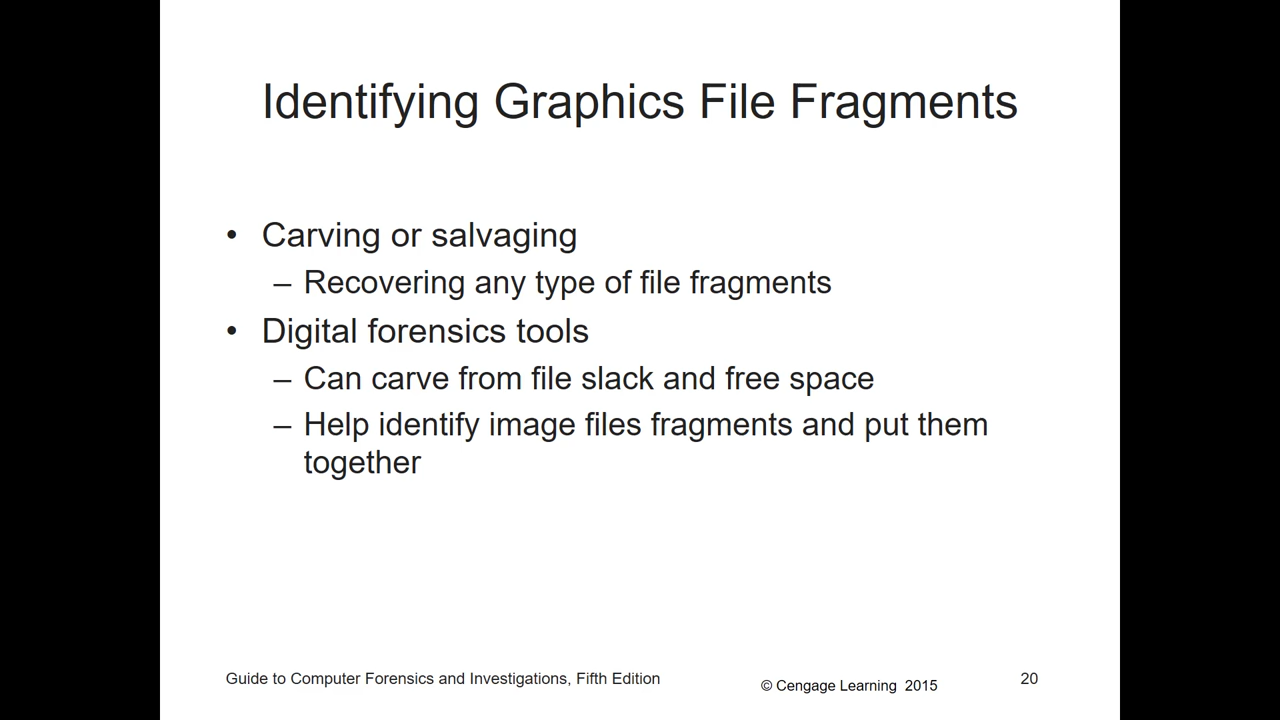 Identifying Graphics File Fragments
• Carving or salvaging
– Recovering any type of file fragments
• Digital forensics tools
– Can carve from file slack and free space
– Help identify image files fragments and put them
together
Guide to Computer Forensics and Investigations, Fifth Edition
© Cengage Learning 2015
20